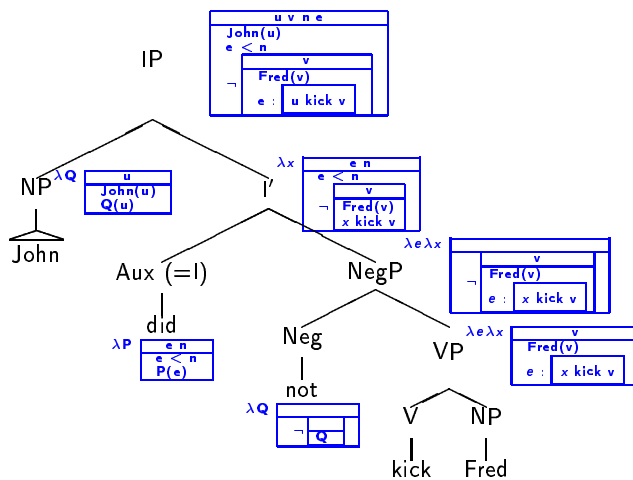 u v n e
John(u)
e < n
IP
v
Fred(v)
¬
e : u kick v
λx
e n
e < n
λQ
u
NP
John(u)
Q(u)
I'
v
¬ Fred(v)
x kick v
John
λeλx
v
Aux (=I)
NegP
Fred(v)
¬
e : x kick v
did
Neg
λeλx
v
VP
Fred(v)
e : x kick v
λP
e n
e < n
P(e)
not
λQ
¬
Q
V
NP
kick
Fred